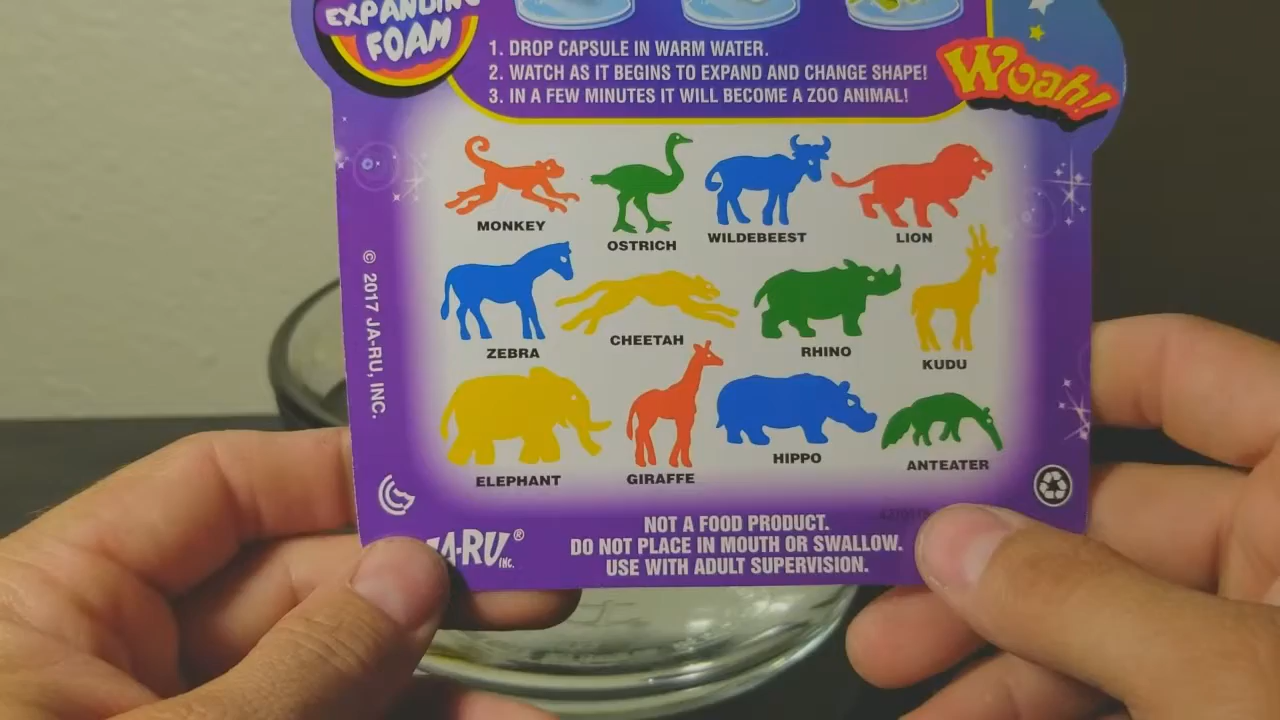 EXPANDING
FOAM
1. DROP CAPSULE IN WARM WATER.
2. WATCH AS IT BEGINS TO EXPAND AND CHANGE SHAPE!
3. IN A FEW MINUTES IT WILL BECOME A ZOO ANIMAL!
Woah!
MONKEY
OSTRICH
WILDEBEEST
LION
ZEBRA
CHEETAH
RHINO
KUDU
ELEPHANT
GIRAFFE
HIPPO
ANTEATER
© 2017 JA-RU, INC.
JA-RU® INC.
NOT A FOOD PRODUCT.
DO NOT PLACE IN MOUTH OR SWALLOW.
USE WITH ADULT SUPERVISION.